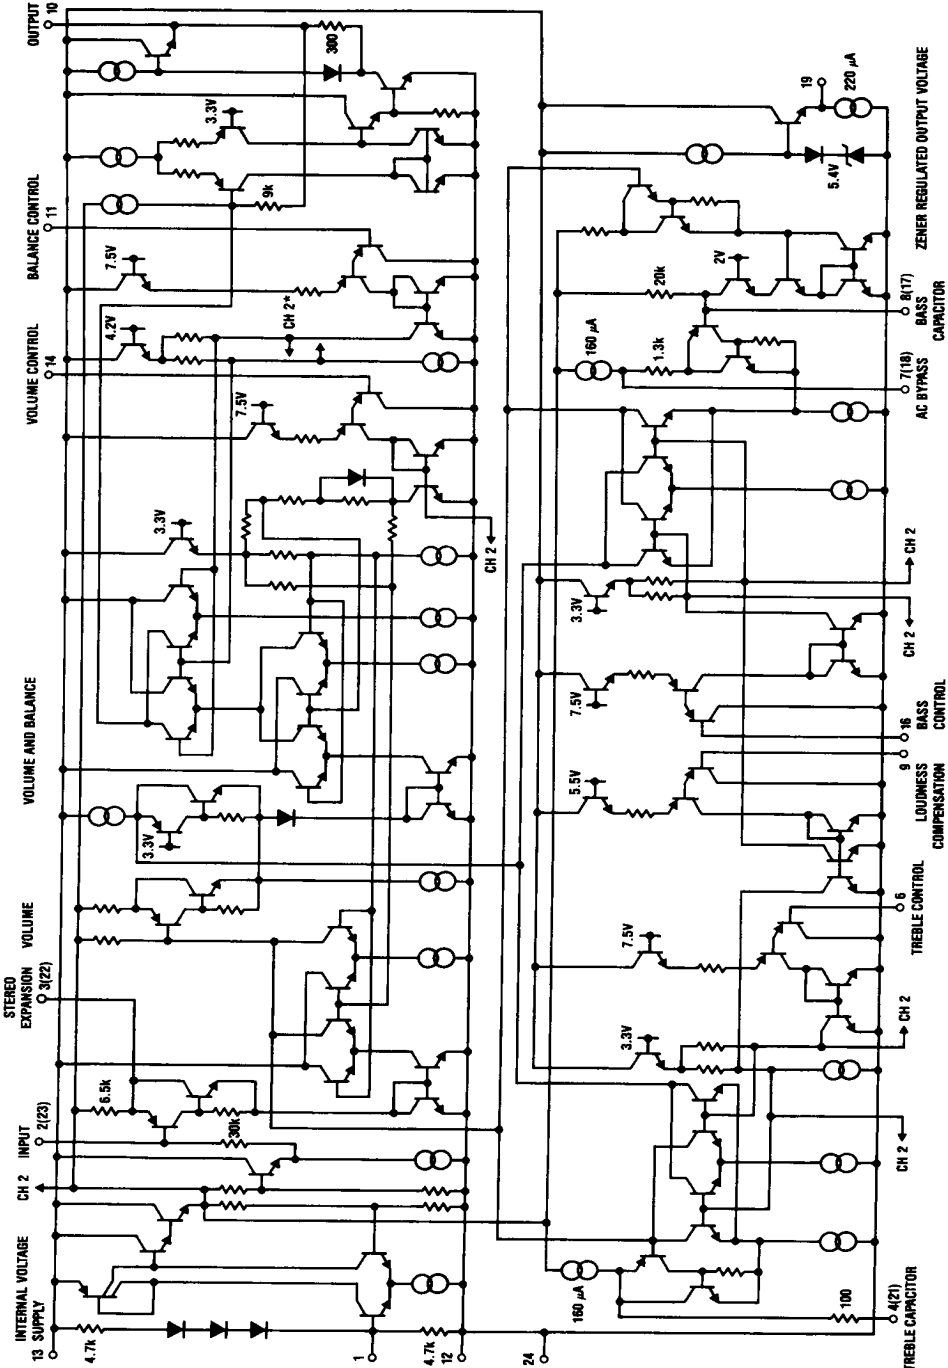 INTERNAL VOLTAGE
SUPPLY
13
4.7k
1
4.7k
12
CH 2
INPUT
2(23)
30k
6.5k
STEREO
EXPANSION
3(22)
VOLUME
3.3V
VOLUME AND BALANCE
3.3V
CH 2
7.5V
VOLUME CONTROL
14
4.2V
CH 2*
7.5V
BALANCE CONTROL
11
9k
3.3V
300
OUTPUT
10
24
160 µA
100
4(21)
TREBLE CAPACITOR
CH 2
3.3V
CH 2
7.5V
6
TREBLE CONTROL
5.5V
9
LOUDNESS
COMPENSATION
7.5V
16
BASS
CONTROL
3.3V
CH 2
CH 2
160 µA
1.3k
7(18)
AC BYPASS
20k
2V
8(17)
BASS
CAPACITOR
5.4V
19
220 µA
ZENER REGULATED OUTPUT VOLTAGE